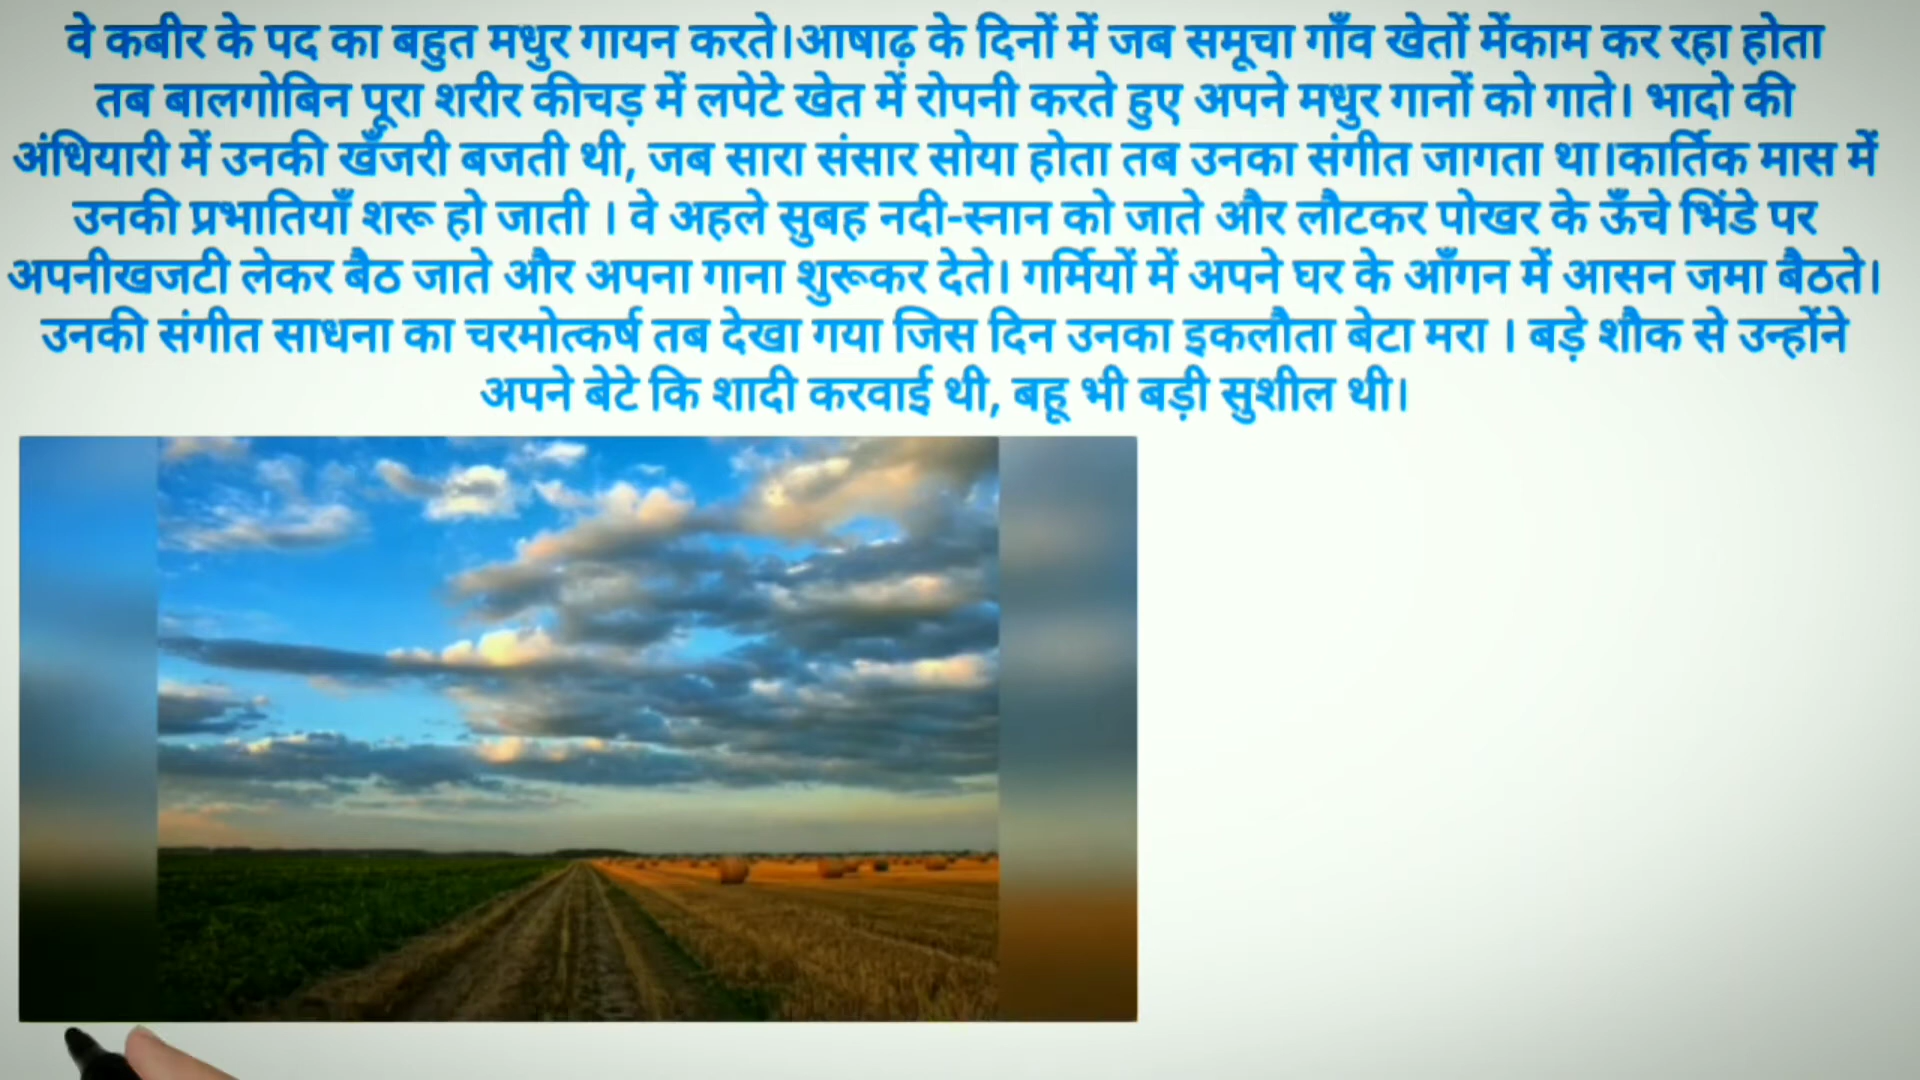 वे कबीर के पद का बहुत मधुर गायन करते।आषाढ़ के दिनों में जब समूचा गाँव खेतों मेंकाम कर रहा होता
तब बालगोबिन पूरा शरीर कीचड़ में लपेटे खेत में रोपनी करते हुए अपने मधुर गानों को गाते। भादो की
अंधियारी में उनकी खँजरी बजती थी, जब सारा संसार सोया होता तब उनका संगीत जागता था।कार्तिक मास में
उनकी प्रभातियाँ शरू हो जाती । वे अहले सुबह नदी-स्नान को जाते और लौटकर पोखर के ऊँचे भिंडे पर
अपनीखजटी लेकर बैठ जाते और अपना गाना शुरूकर देते। गर्मियों में अपने घर के आँगन में आसन जमा बैठते।
उनकी संगीत साधना का चरमोत्कर्ष तब देखा गया जिस दिन उनका इकलौता बेटा मरा । बड़े शौक से उन्होंने
अपने बेटे कि शादी करवाई थी, बहू भी बड़ी सुशील थी।